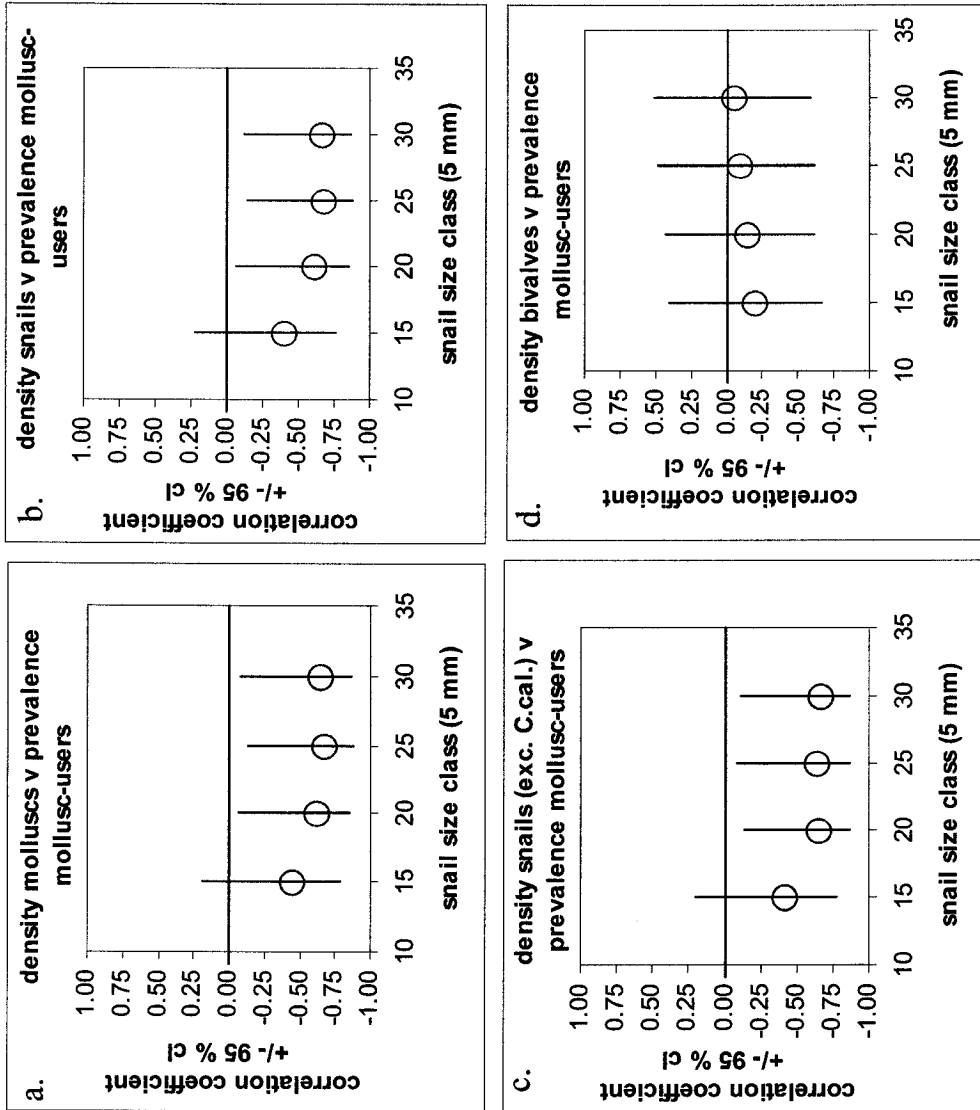 a.
density molluscs v prevalence
mollusc-users
correlation coefficient
+/- 95 % cl
1.00
0.75
0.50
0.25
0.00
-0.25
-0.50
-0.75
-1.00
10 15 20 25 30 35
snail size class (5 mm)
b.
density snails v prevalence mollusc-
users
correlation coefficient
+/- 95 % cl
1.00
0.75
0.50
0.25
0.00
-0.25
-0.50
-0.75
-1.00
10 15 20 25 30 35
snail size class (5 mm)
c.
density snails (exc. C.cal.) v
prevalence mollusc-users
correlation coefficient
+/- 95 % cl
1.00
0.75
0.50
0.25
0.00
-0.25
-0.50
-0.75
-1.00
10 15 20 25 30 35
snail size class (5 mm)
d.
density bivalves v prevalence
mollusc-users
correlation coefficient
+/- 95 % cl
1.00
0.75
0.50
0.25
0.00
-0.25
-0.50
-0.75
-1.00
10 15 20 25 30 35
snail size class (5 mm)